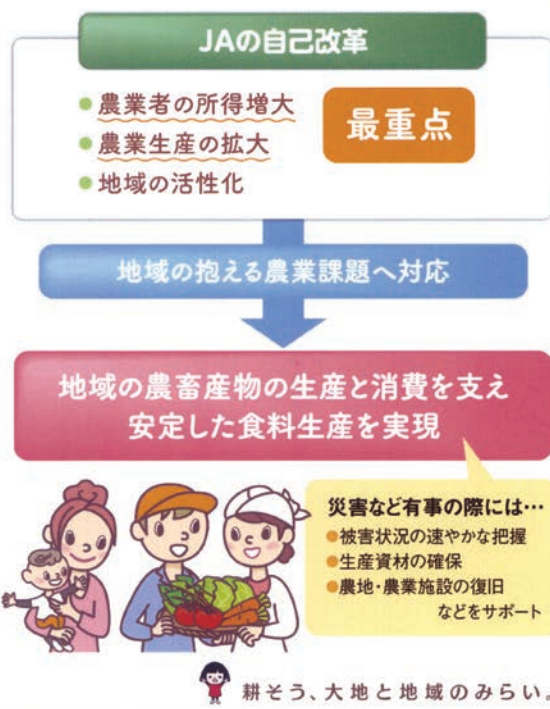 JAの自己改革
●農業者の所得増大
●農業生産の拡大
●地域の活性化
最重点
地域の抱える農業課題へ対応
地域の農畜産物の生産と消費を支え
安定した食料生産を実現
災害など有事の際には…
●被害状況の速やかな把握
●生産資材の確保
●農地・農業施設の復旧
などをサポート
耕そう、大地と地域のみらい。